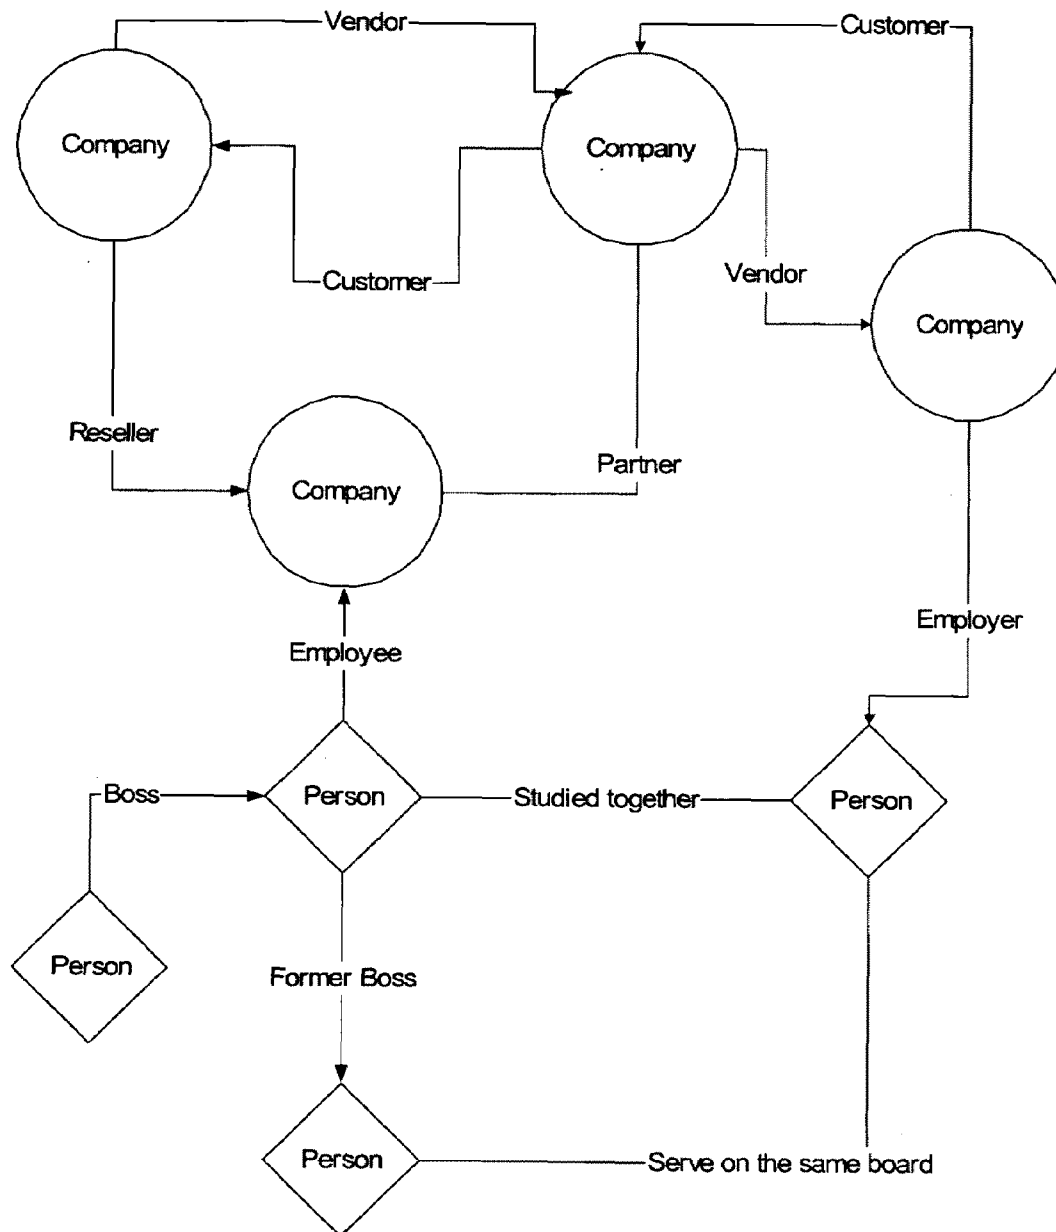 Vendor
Customer
Company
Company
Customer
Vendor
Company
Reseller
Partner
Company
Employer
Employee
Boss
Person
Studied together
Person
Person
Former Boss
Person
Serve on the same board